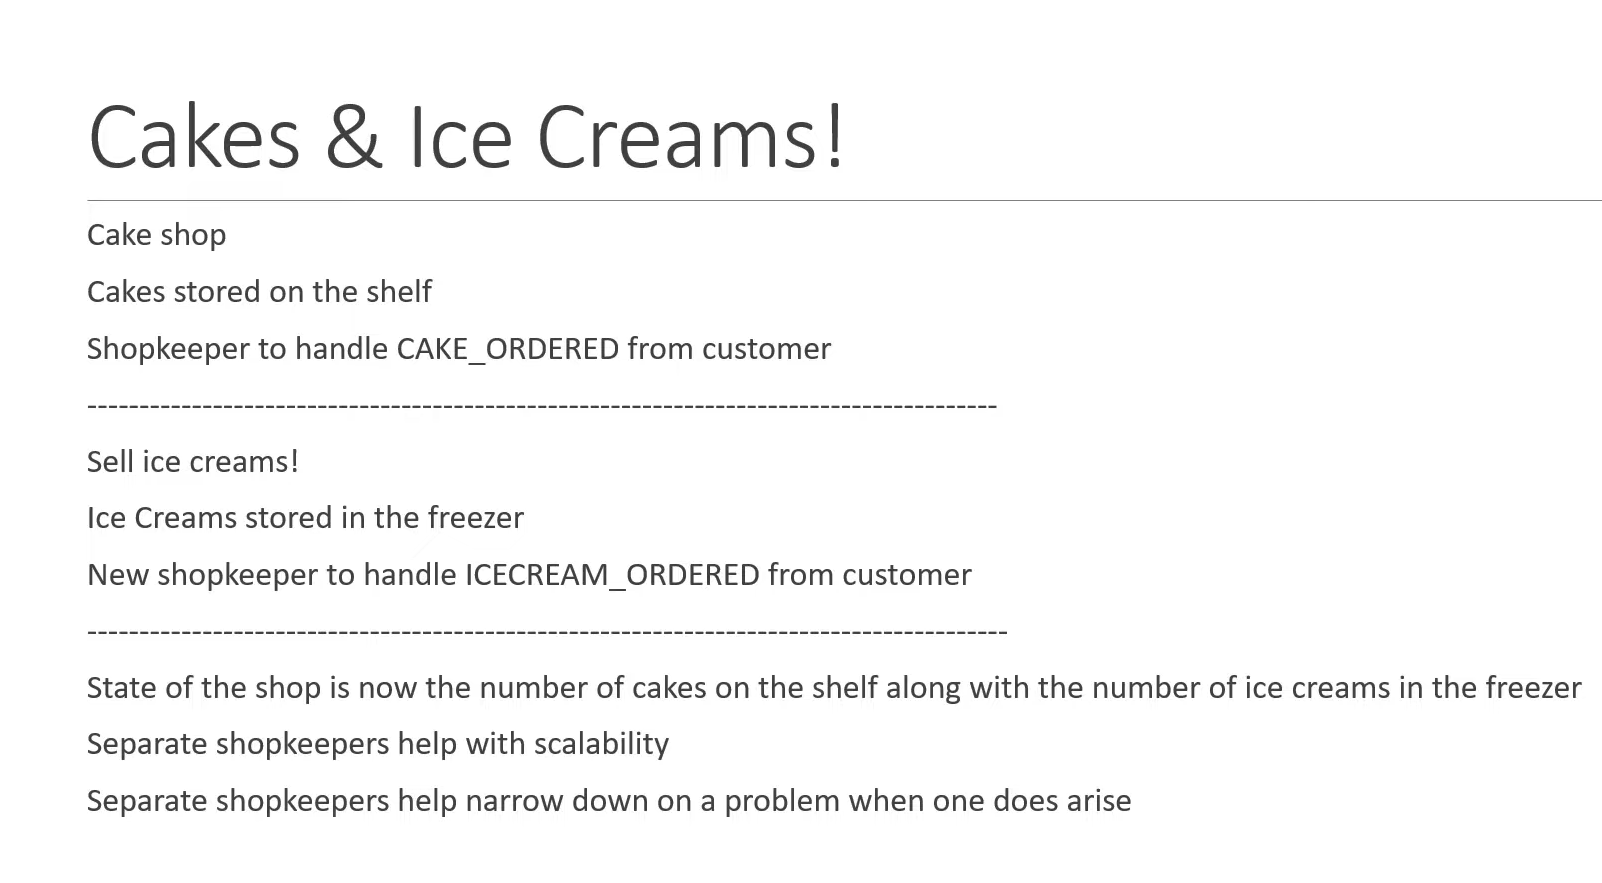 Cakes & Ice Creams!
Cake shop
Cakes stored on the shelf
Shopkeeper to handle CAKE_ORDERED from customer
----------------------------------------------------------------------------------------
Sell ice creams!
Ice Creams stored in the freezer
New shopkeeper to handle ICECREAM_ORDERED from customer
-----------------------------------------------------------------------------------------
State of the shop is now the number of cakes on the shelf along with the number of ice creams in the freezer
Separate shopkeepers help with scalability
Separate shopkeepers help narrow down on a problem when one does arise